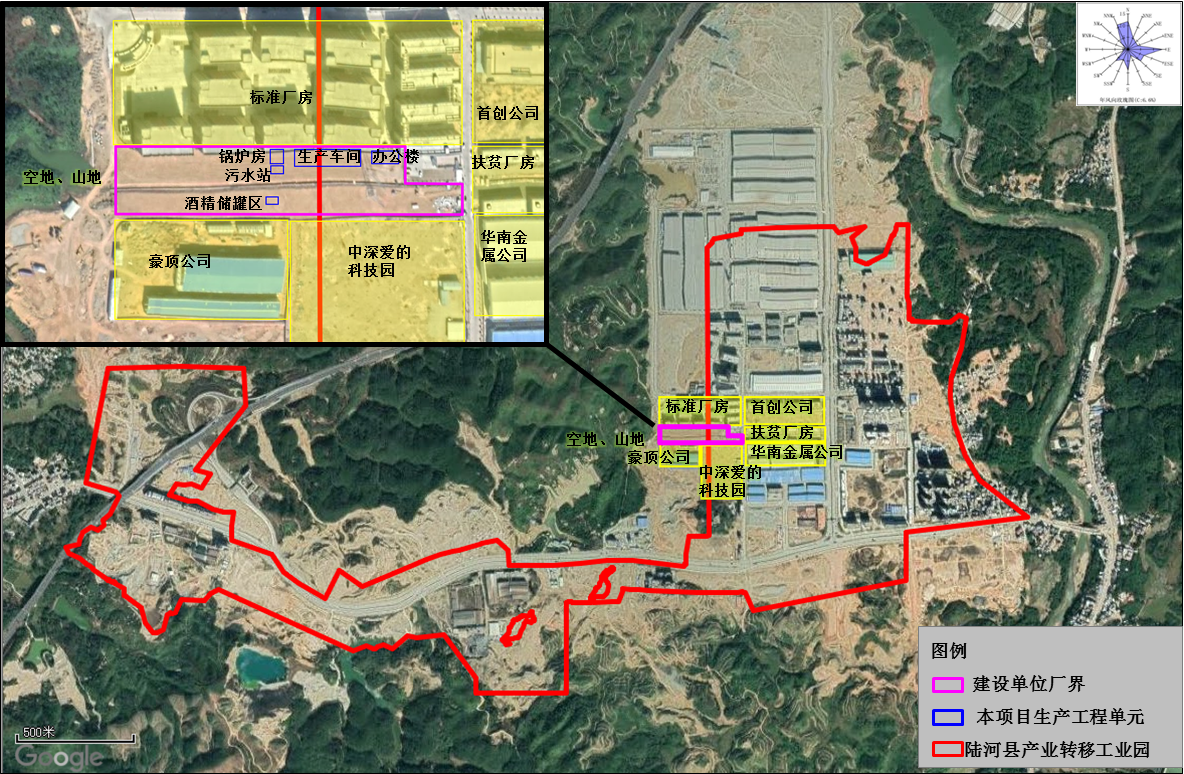 标准厂房
首创公司
锅炉房
生产车间
办公楼
扶贫厂房
污水站
空地、山地
酒精储罐区
豪顶公司
中深爱的
科技园
华南金
属公司
标准厂房
首创公司
空地、山地
扶贫厂房
豪顶公司
华南金属公司
中深爱的
科技园
500米
Google
图例
建设单位厂界
本项目生产工程单元
陆河县产业转移工业园